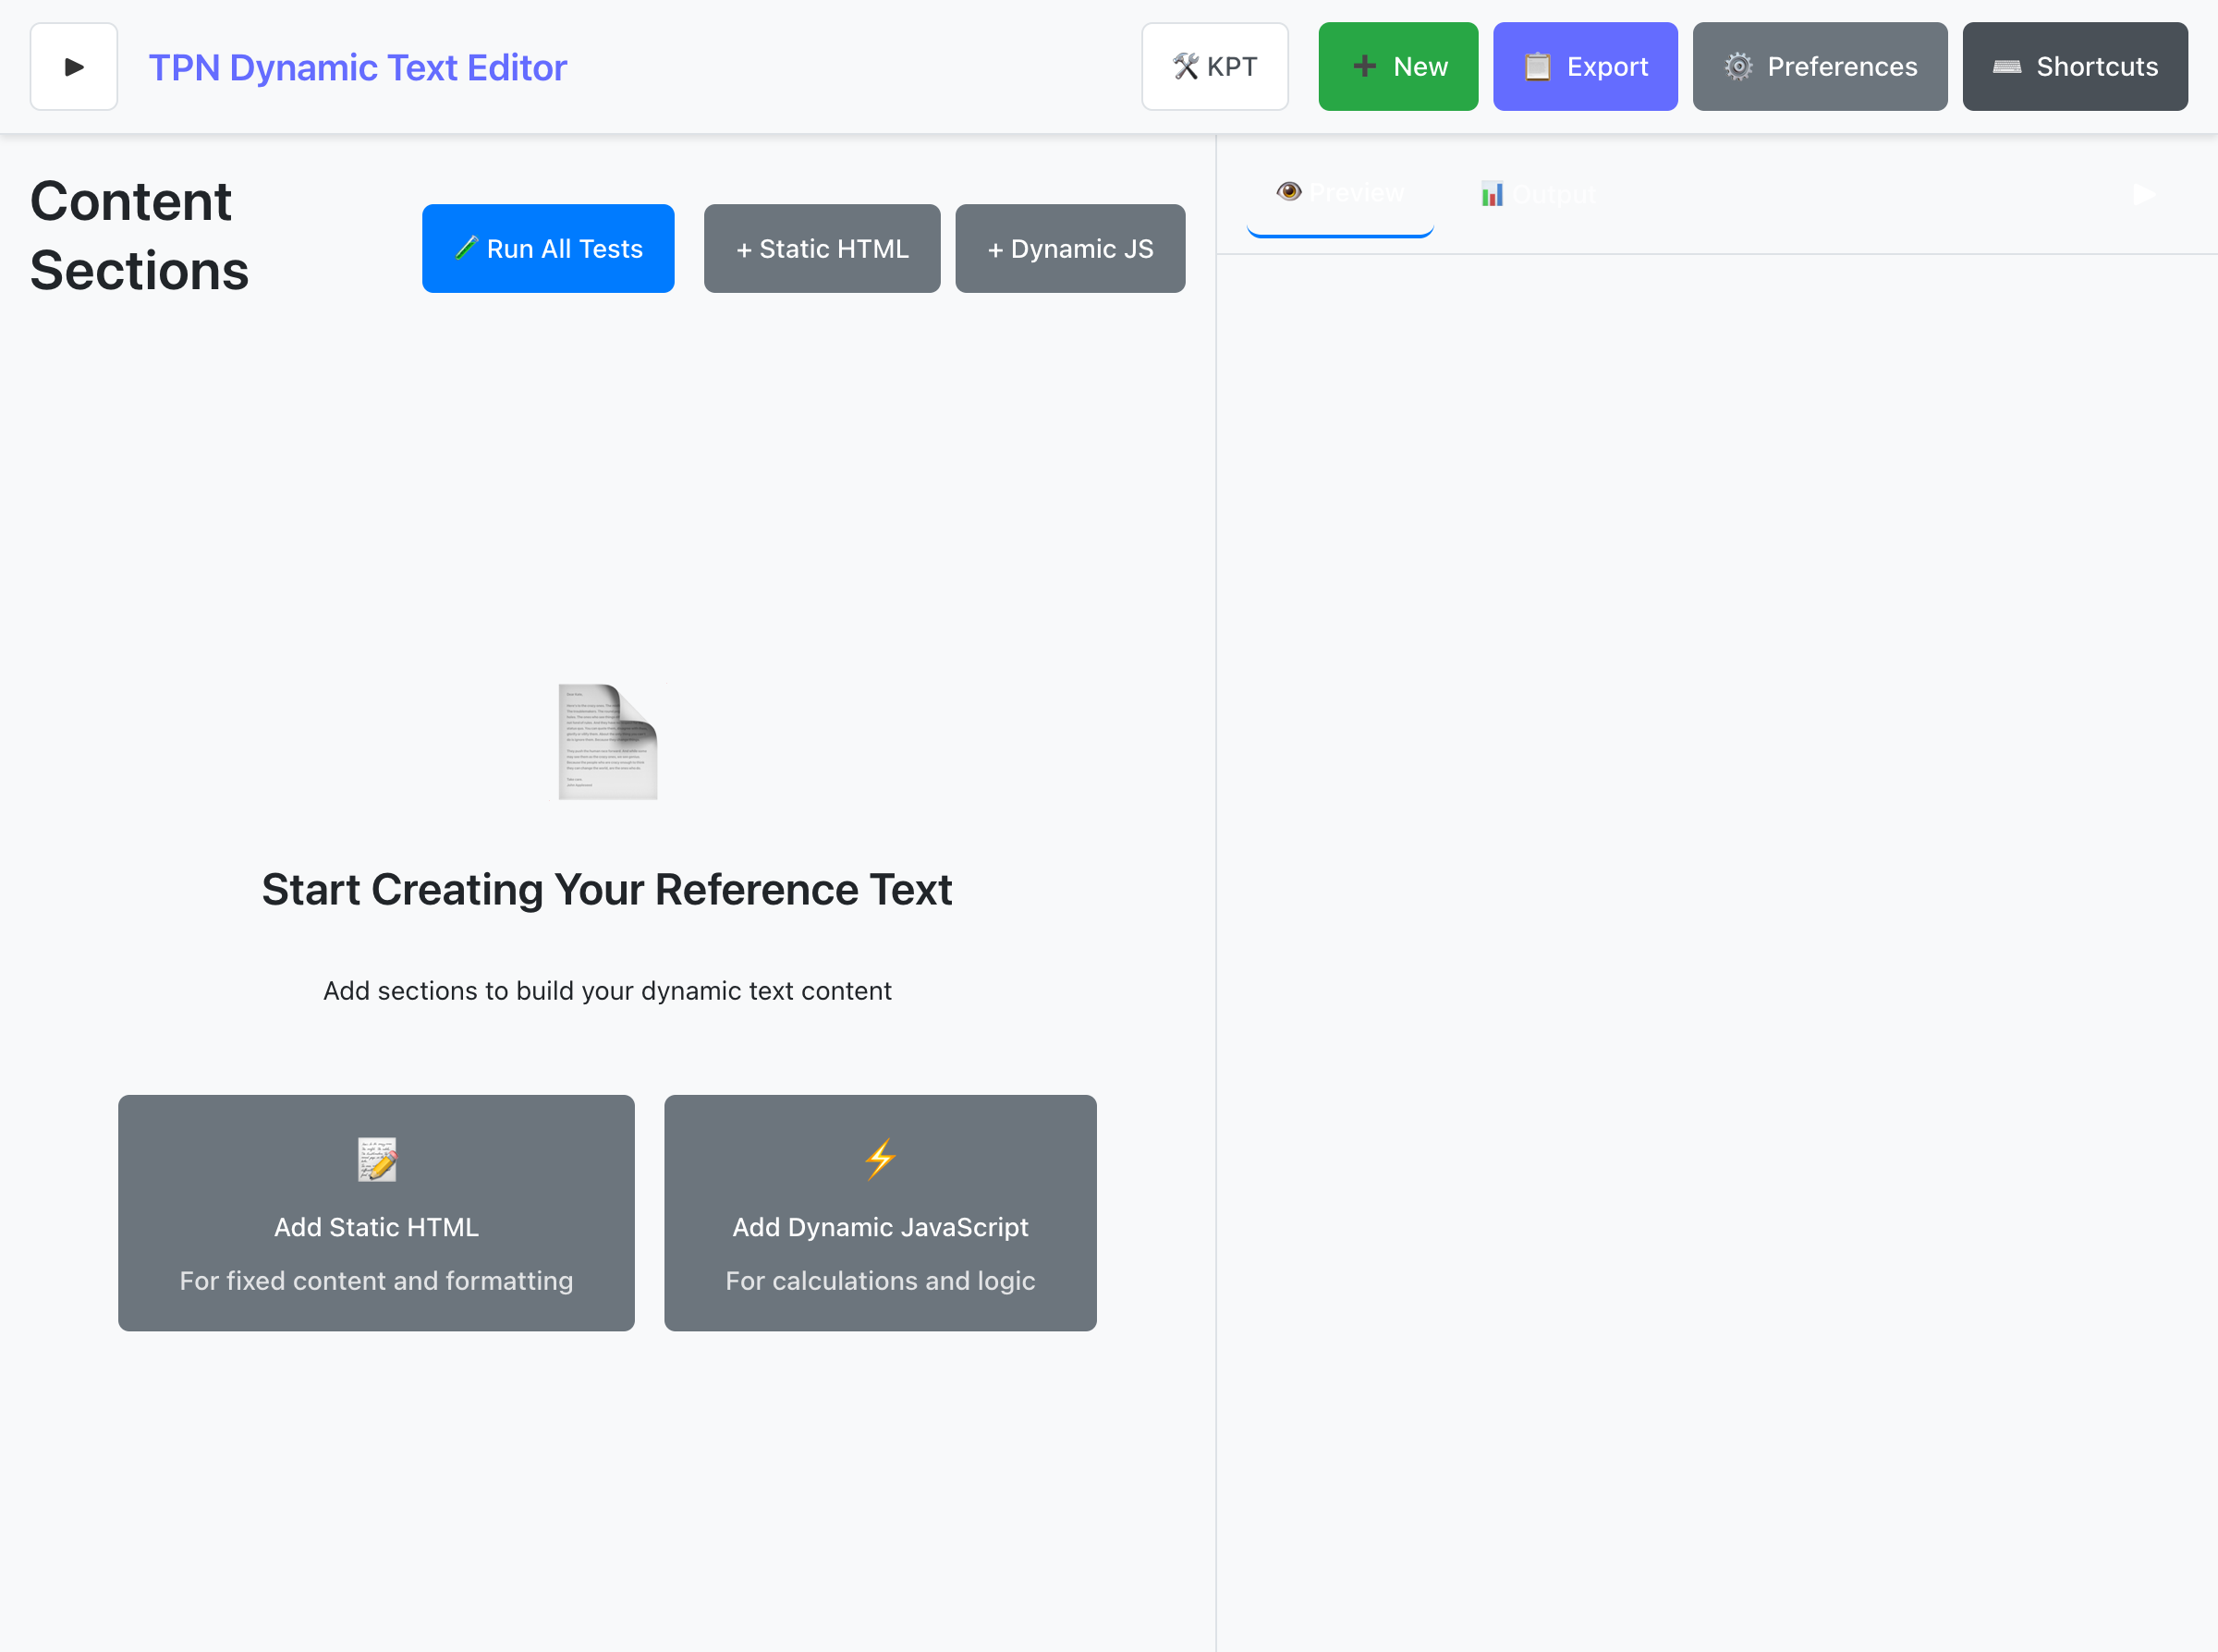 TPN Dynamic Text Editor
KPT
New
Export
Preferences
Shortcuts
Content
Sections
Run All Tests
+ Static HTML
+ Dynamic JS
Preview
Output
Start Creating Your Reference Text
Add sections to build your dynamic text content
Add Static HTML
For fixed content and formatting
Add Dynamic JavaScript
For calculations and logic